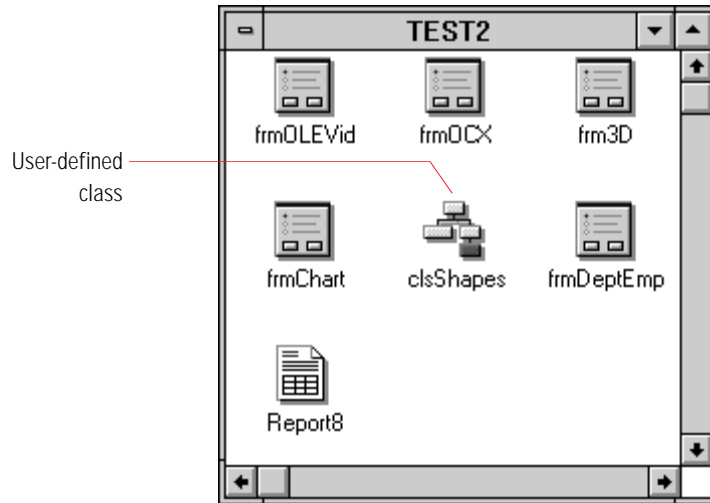 TEST2
frmOLEVid frmOCX frm3D
User-defined
class
frmChart clsShapes frmDeptEmp
Report8